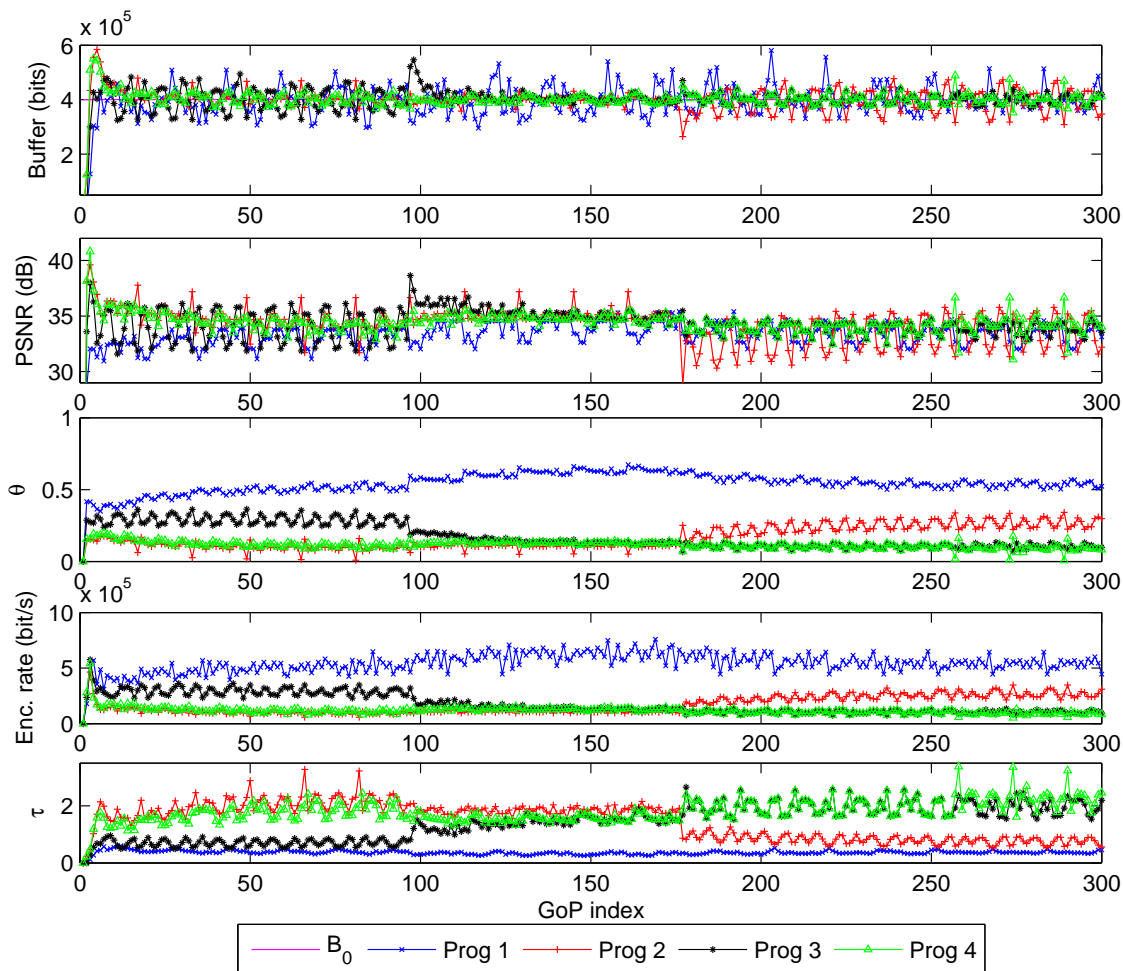 x 10^5
6
4
2
Buffer (bits)
0 50 100 150 200 250 300
40
35
30
PSNR (dB)
0 50 100 150 200 250 300
1
0.5
0
θ
0 50 100 150 200 250 300
x 10^5
10
5
0
Enc. rate (bit/s)
0 50 100 150 200 250 300
2
0
τ
0 50 100 150 200 250 300
GoP index
B_0 Prog 1 Prog 2 Prog 3 Prog 4